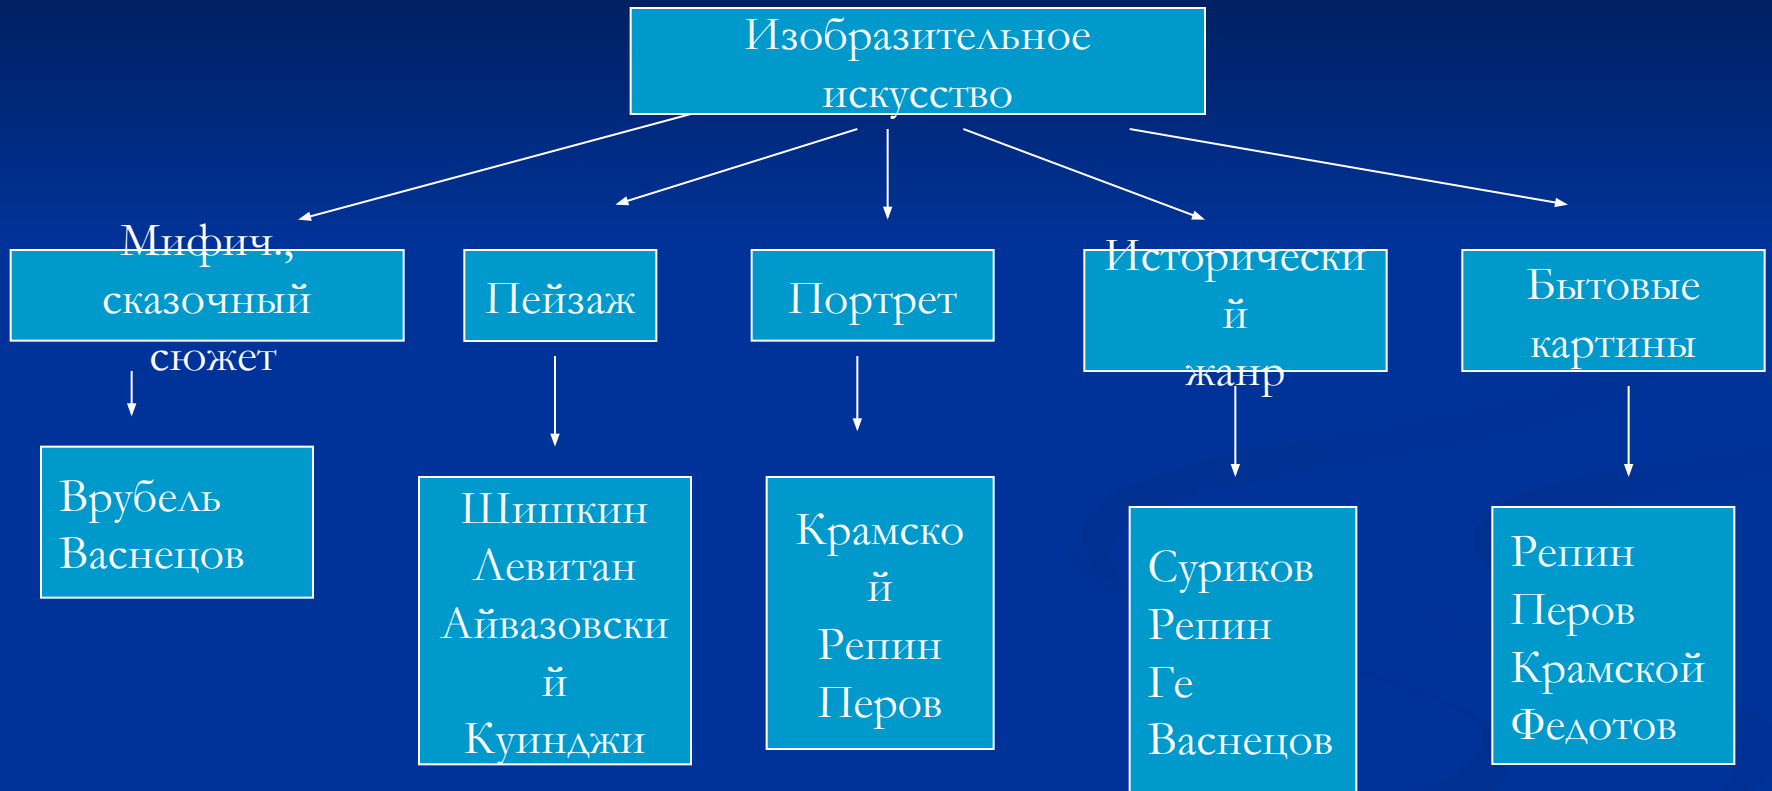 Изобразительное
искусство
Мифич.,
сказочный
сюжет
Пейзаж
Портрет
Исторически
й
жанр
Бытовые
картины
Врубель
Васнецов
Шишкин
Левитан
Айвазовски
й
Куинджи
Крамско
й
Репин
Перов
Суриков
Репин
Ге
Васнецов
Репин
Перов
Крамской
Федотов